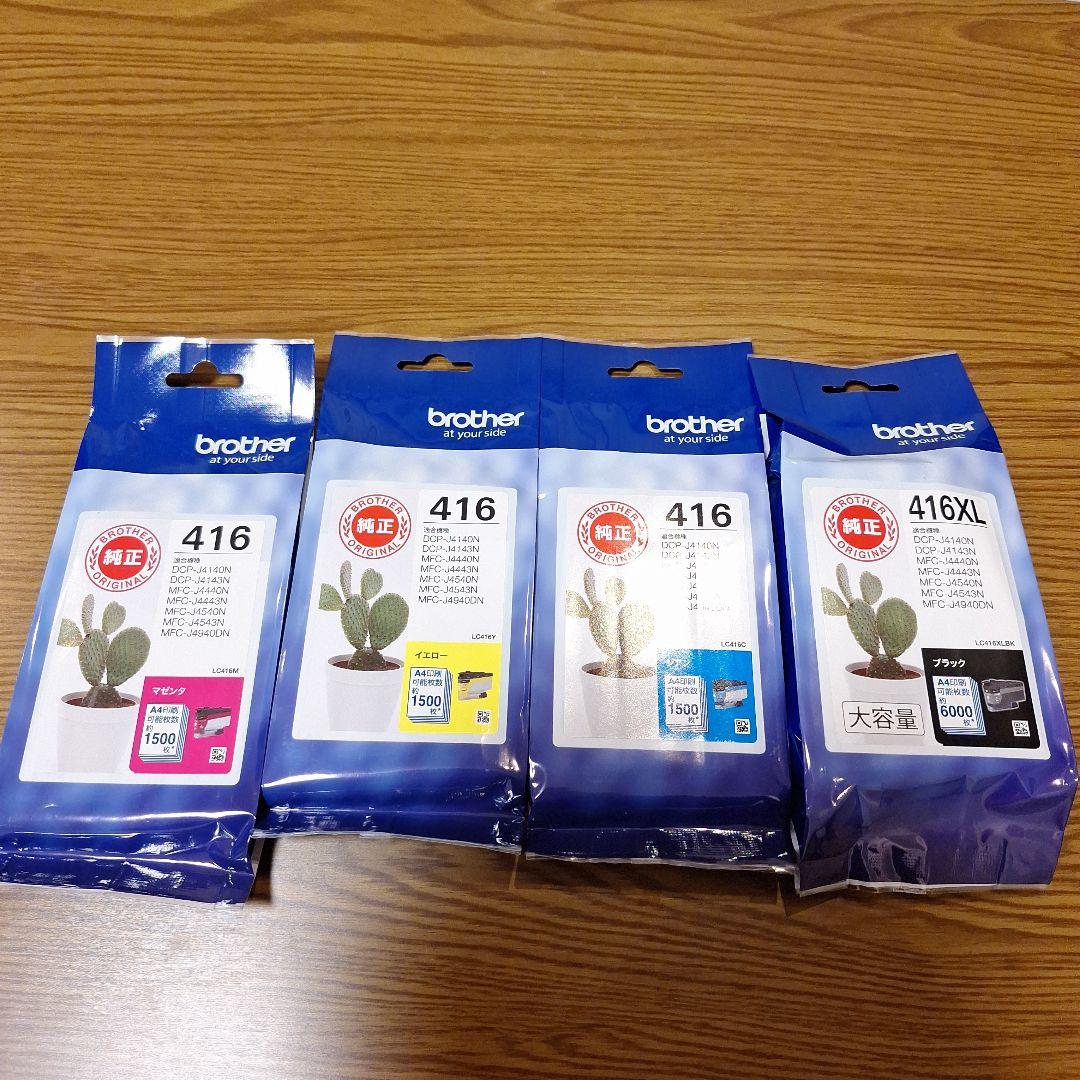 brother
at your side
BROTHER
純正
ORIGINAL
416
適合機種
DCP-J4140N
DCP-J4143N
MFC-J4440N
MFC-J4443N
MFC-J4540N
MFC-J4543N
MFC-J4940DN
LC416M
マゼンタ
A4印刷
可能枚数
約
1500
枚*
brother
at your side
BROTHER
純正
ORIGINAL
416
適合機種
DCP-J4140N
DCP-J4143N
MFC-J4440N
MFC-J4443N
MFC-J4540N
MFC-J4543N
MFC-J4940DN
LC416Y
イエロー
A4印刷
可能枚数
約
1500
枚*
brother
at your side
BROTHER
純正
ORIGINAL
416
適合機種
DCP-J4140N
LC416C
A4印刷
可能枚数
約
1500
枚*
brother
at your side
BROTHER
純正
ORIGINAL
416XL
適合機種
DCP-J4140N
DCP-J4143N
MFC-J4440N
MFC-J4443N
MFC-J4540N
MFC-J4543N
MFC-J4940DN
LC416XLBK
大容量
ブラック
A4印刷
可能枚数
約
6000
枚*